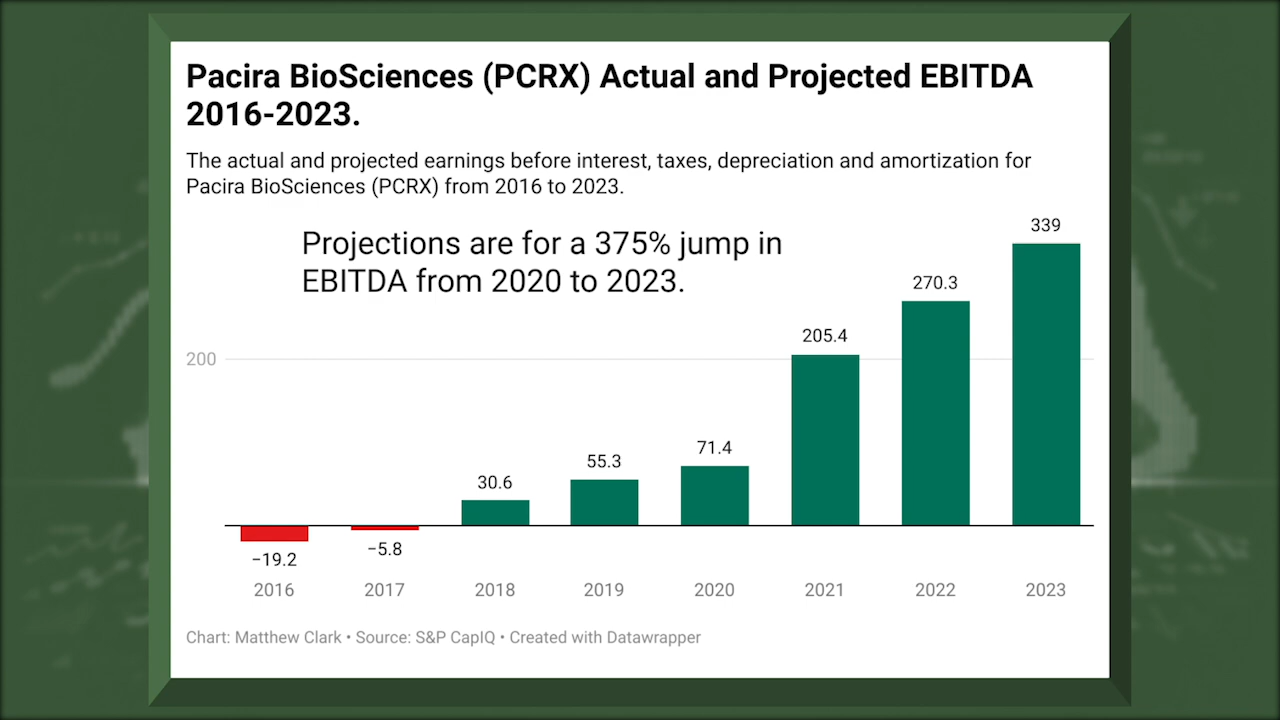 Pacira BioSciences (PCRX) Actual and Projected EBITDA
2016-2023.
The actual and projected earnings before interest, taxes, depreciation and amortization for
Pacira BioSciences (PCRX) from 2016 to 2023.
Projections are for a 375% jump in
EBITDA from 2020 to 2023.
339
270.3
205.4
200
71.4
55.3
30.6
−5.8
−19.2
2016 2017 2018 2019 2020 2021 2022 2023
Chart: Matthew Clark • Source: S&P CapIQ • Created with Datawrapper